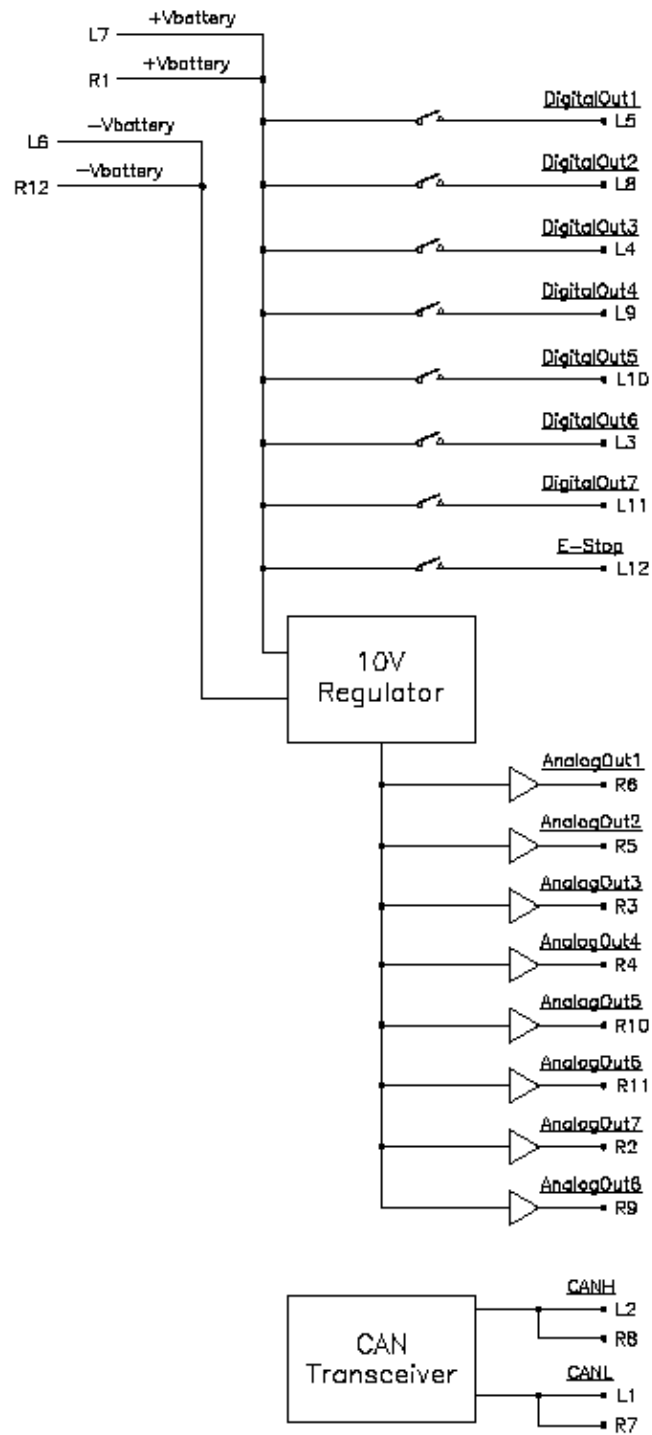 +Vbattery
L7
+Vbattery
R1
DigitalOut1
L5
-Vbattery
L6
DigitalOut2
-Vbattery
R12
L8
DigitalOut3
L4
DigitalOut4
L9
DigitalOut5
L10
DigitalOut6
L3
DigitalOut7
L11
E-Stop
L12
10V
Regulator
AnalogOut1
R6
AnalogOut2
R5
AnalogOut3
R3
AnalogOut4
R4
AnalogOut5
R10
AnalogOut6
R11
AnalogOut7
R2
AnalogOut8
R9
CANH
L2
CAN
Transceiver
R8
CANL
L1
R7